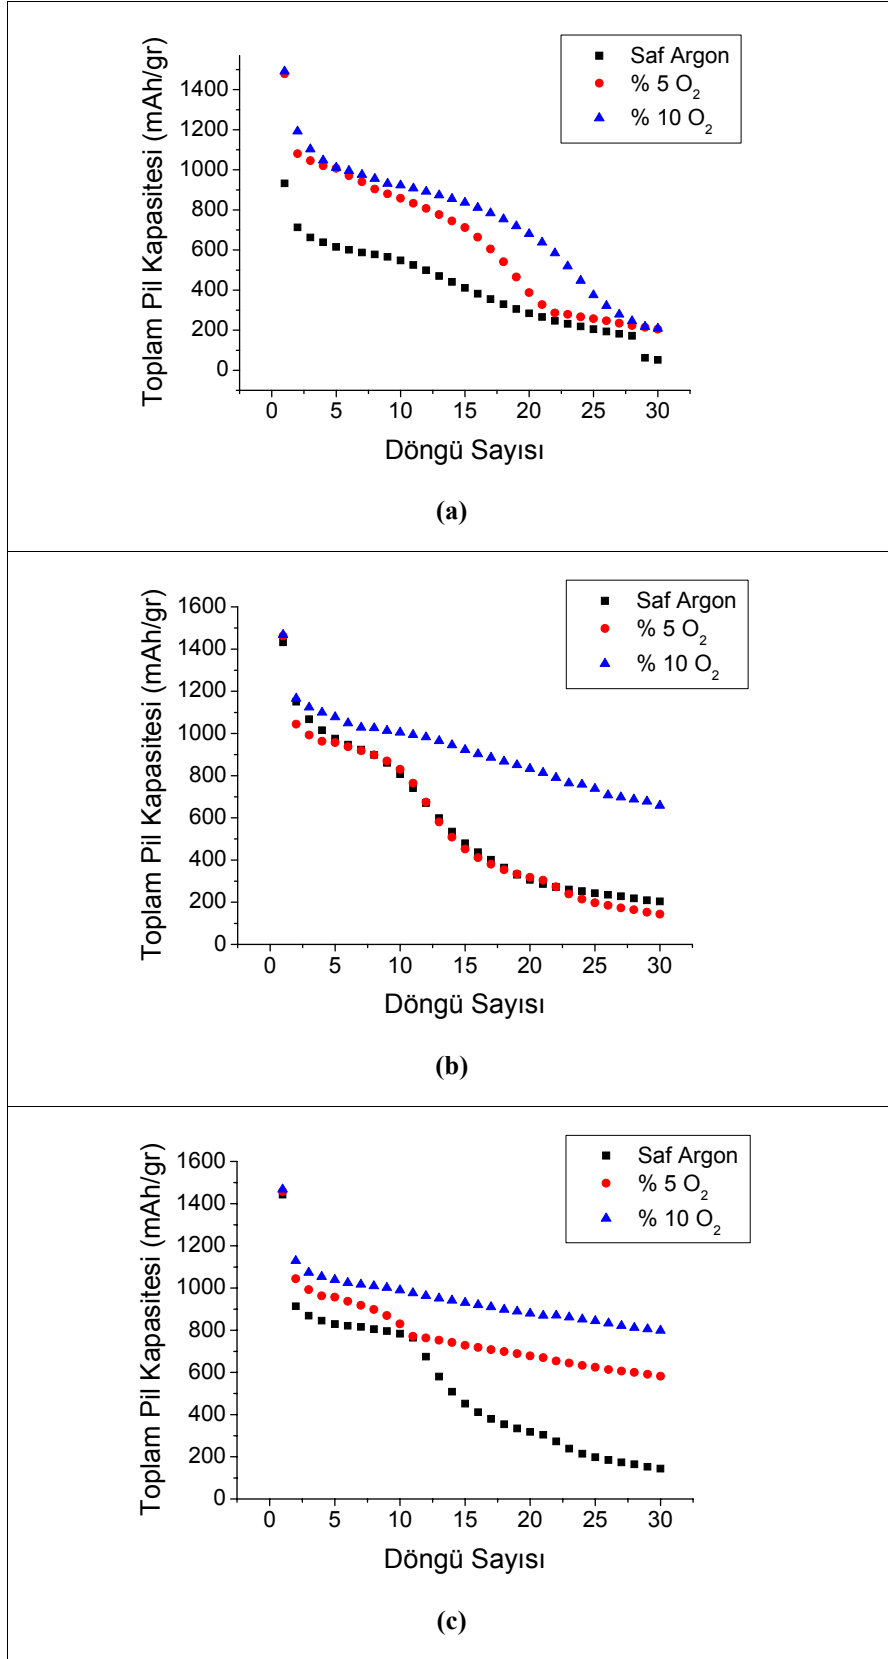 Saf Argon
% 5 O2
% 10 O2
Toplam Pil Kapasitesi (mAh/gr)
1400
1200
1000
800
600
400
200
0
0 5 10 15 20 25 30
Döngü Sayısı
(a)
Saf Argon
% 5 O2
% 10 O2
Toplam Pil Kapasitesi (mAh/gr)
1600
1400
1200
1000
800
600
400
200
0
0 5 10 15 20 25 30
Döngü Sayısı
(b)
Saf Argon
% 5 O2
% 10 O2
Toplam Pil Kapasitesi (mAh/gr)
1600
1400
1200
1000
800
600
400
200
0
0 5 10 15 20 25 30
Döngü Sayısı
(c)